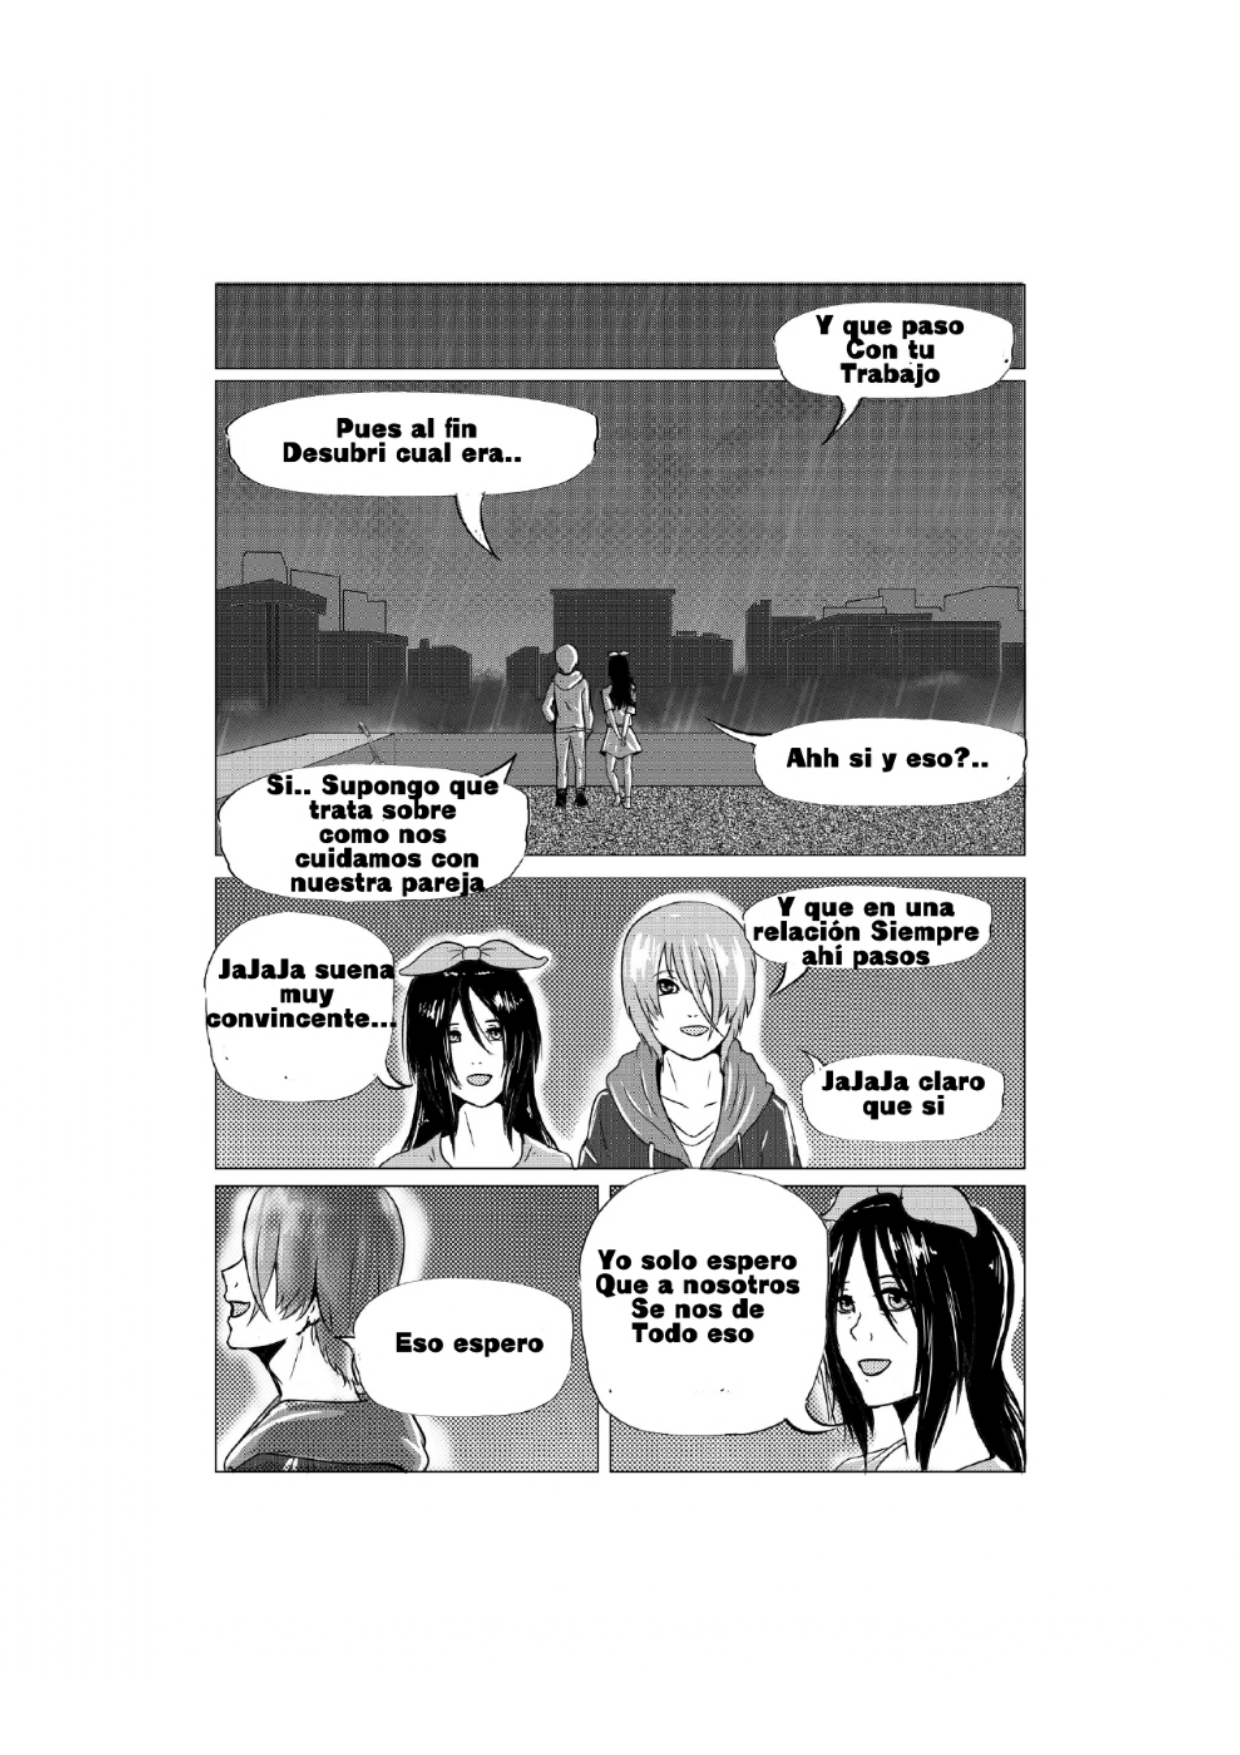 Y que paso
Con tu
Trabajo
Pues al fin
Desubri cual era..
Ahh si y eso?..
Si.. Supongo que
trata sobre
como nos
cuidamos con
nuestra pareja
Y que en una
relación Siempre
ahí pasos
JaJaJa suena
muy
convincente...
JaJaJa claro
que si
Yo solo espero
Que a nosotros
Se nos de
Todo eso
Eso espero